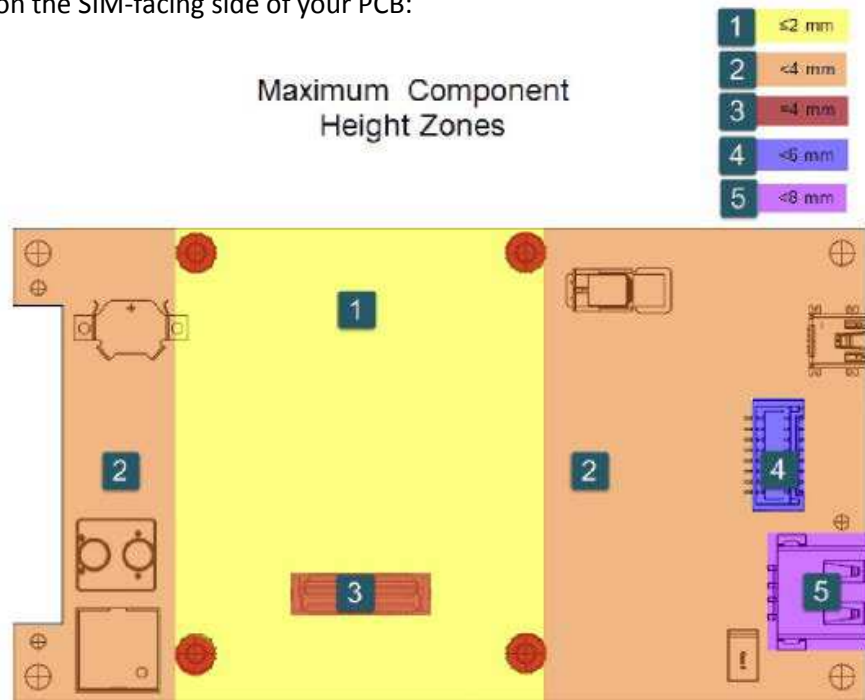 on the SIM-facing side of your PCB:
Maximum Component
Height Zones
1 ≤2 mm
2 <4 mm
3 =4 mm
4 <6 mm
5 <8 mm
1
2
2
4
3
5